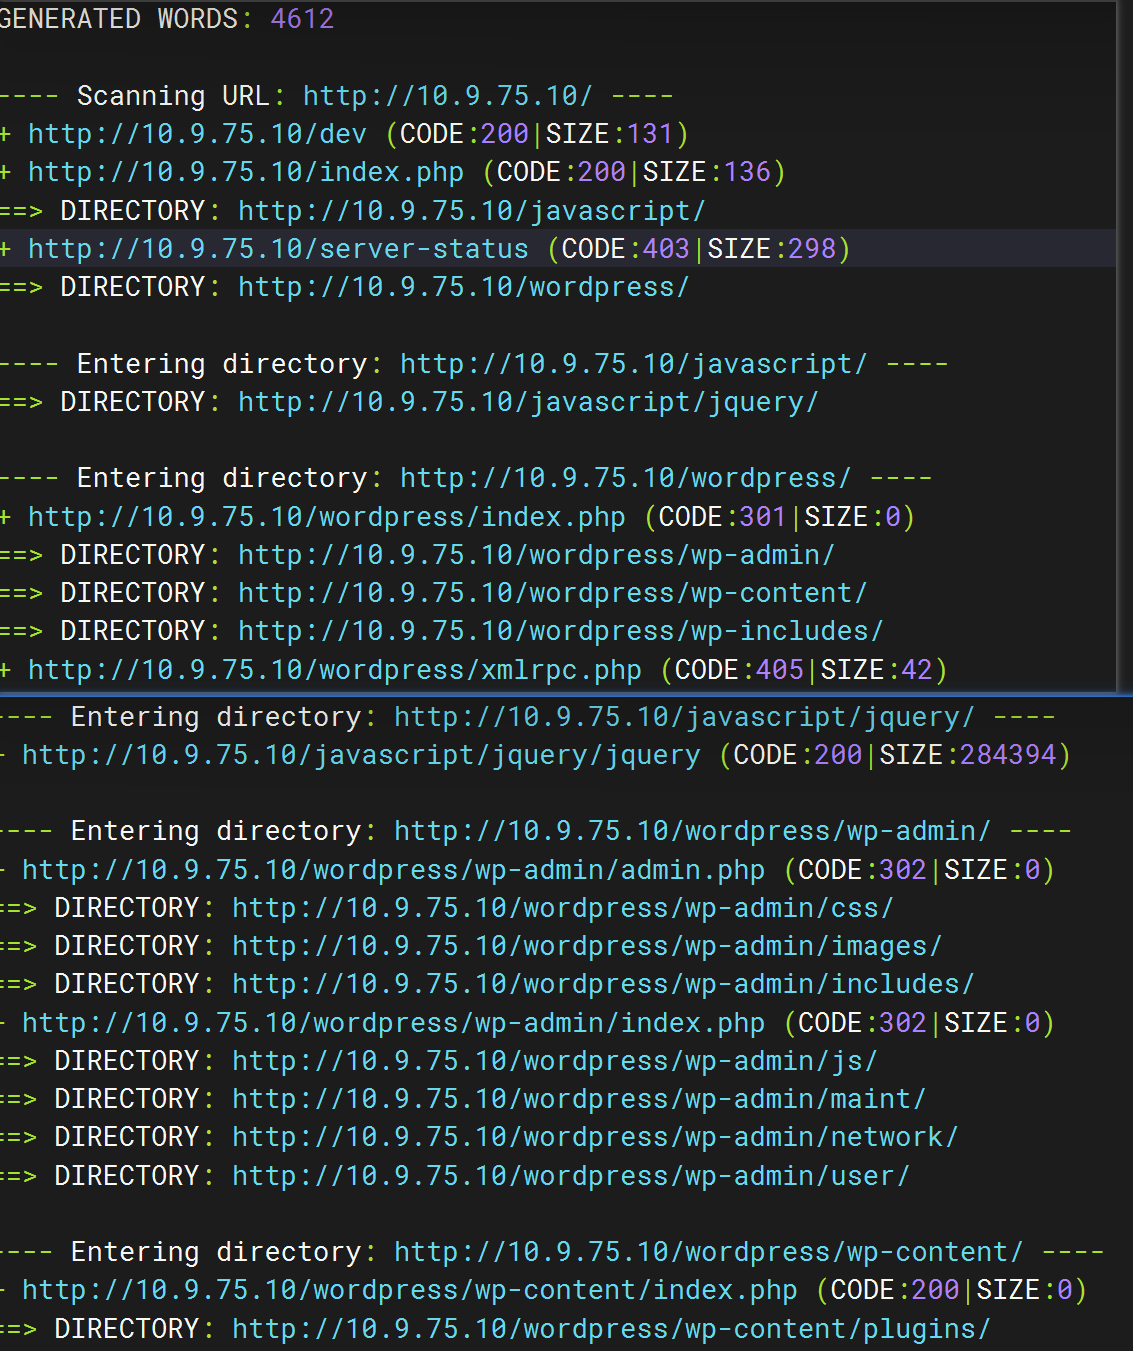 GENERATED WORDS: 4612
---- Scanning URL: http://10.9.75.10/ ----
+ http://10.9.75.10/dev (CODE:200|SIZE:131)
+ http://10.9.75.10/index.php (CODE:200|SIZE:136)
==> DIRECTORY: http://10.9.75.10/javascript/
+ http://10.9.75.10/server-status (CODE:403|SIZE:298)
==> DIRECTORY: http://10.9.75.10/wordpress/
---- Entering directory: http://10.9.75.10/javascript/ ----
==> DIRECTORY: http://10.9.75.10/javascript/jquery/
---- Entering directory: http://10.9.75.10/wordpress/ ----
+ http://10.9.75.10/wordpress/index.php (CODE:301|SIZE:0)
==> DIRECTORY: http://10.9.75.10/wordpress/wp-admin/
==> DIRECTORY: http://10.9.75.10/wordpress/wp-content/
==> DIRECTORY: http://10.9.75.10/wordpress/wp-includes/
+ http://10.9.75.10/wordpress/xmlrpc.php (CODE:405|SIZE:42)
---- Entering directory: http://10.9.75.10/javascript/jquery/ ----
+ http://10.9.75.10/javascript/jquery/jquery (CODE:200|SIZE:284394)
---- Entering directory: http://10.9.75.10/wordpress/wp-admin/ ----
+ http://10.9.75.10/wordpress/wp-admin/admin.php (CODE:302|SIZE:0)
==> DIRECTORY: http://10.9.75.10/wordpress/wp-admin/css/
==> DIRECTORY: http://10.9.75.10/wordpress/wp-admin/images/
==> DIRECTORY: http://10.9.75.10/wordpress/wp-admin/includes/
+ http://10.9.75.10/wordpress/wp-admin/index.php (CODE:302|SIZE:0)
==> DIRECTORY: http://10.9.75.10/wordpress/wp-admin/js/
==> DIRECTORY: http://10.9.75.10/wordpress/wp-admin/maint/
==> DIRECTORY: http://10.9.75.10/wordpress/wp-admin/network/
==> DIRECTORY: http://10.9.75.10/wordpress/wp-admin/user/
---- Entering directory: http://10.9.75.10/wordpress/wp-content/ ----
+ http://10.9.75.10/wordpress/wp-content/index.php (CODE:200|SIZE:0)
==> DIRECTORY: http://10.9.75.10/wordpress/wp-content/plugins/